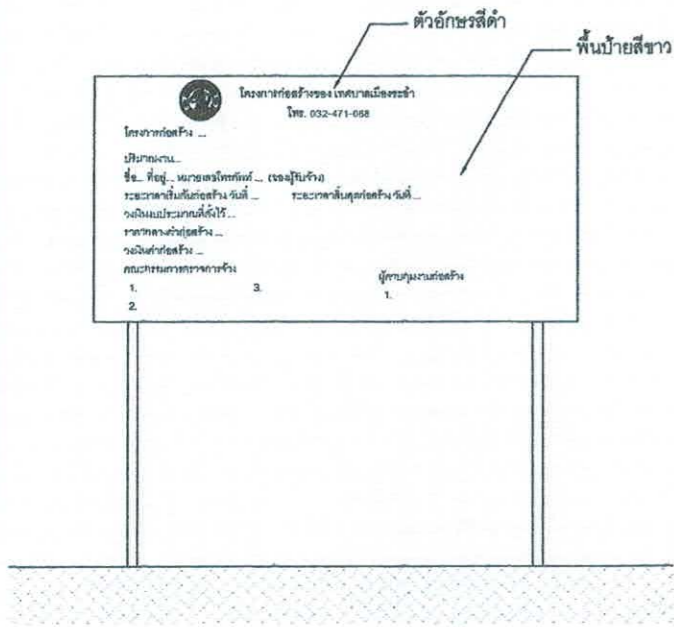 ตัวอักษรสีดำ
พื้นป้ายสีขาว
โครงการก่อสร้างของ เทศบาลเมืองชะอำ
โทร. 032-471-068
โครงการก่อสร้าง ...
ปริมาณงาน...
ชื่อ... ที่อยู่... หมายเลขโทรศัพท์ ... (ของผู้รับจ้าง)
ระยะเวลาเริ่มต้นก่อสร้าง วันที่ ... ระยะเวลาสิ้นสุดก่อสร้าง วันที่...
วงเงินงบประมาณที่ตั้งไว้ ...
ราคากลางค่าก่อสร้าง ...
วงเงินค่าก่อสร้าง ...
คณะกรรมการตรวจการจ้าง
ผู้ควบคุมงานก่อสร้าง
1. 3. 1.
2.